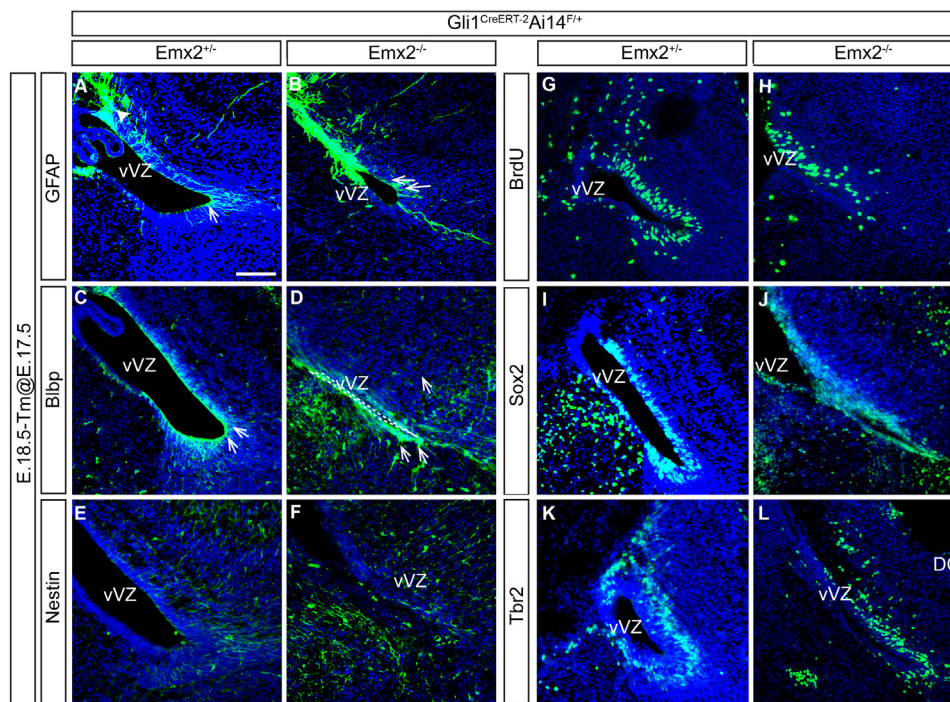 Gli1CreERT-2Ai14F/+
Emx2+/-
Emx2-/-
Emx2+/-
Emx2-/-
E.18.5-Tm@E.17.5
GFAP
A
vVZ
B
vVZ
BrdU
G
vVZ
H
vVZ
Blbp
C
vVZ
D
vVZ
Sox2
I
vVZ
J
vVZ
Nestin
E
vVZ
F
vVZ
Tbr2
K
vVZ
L
vVZ